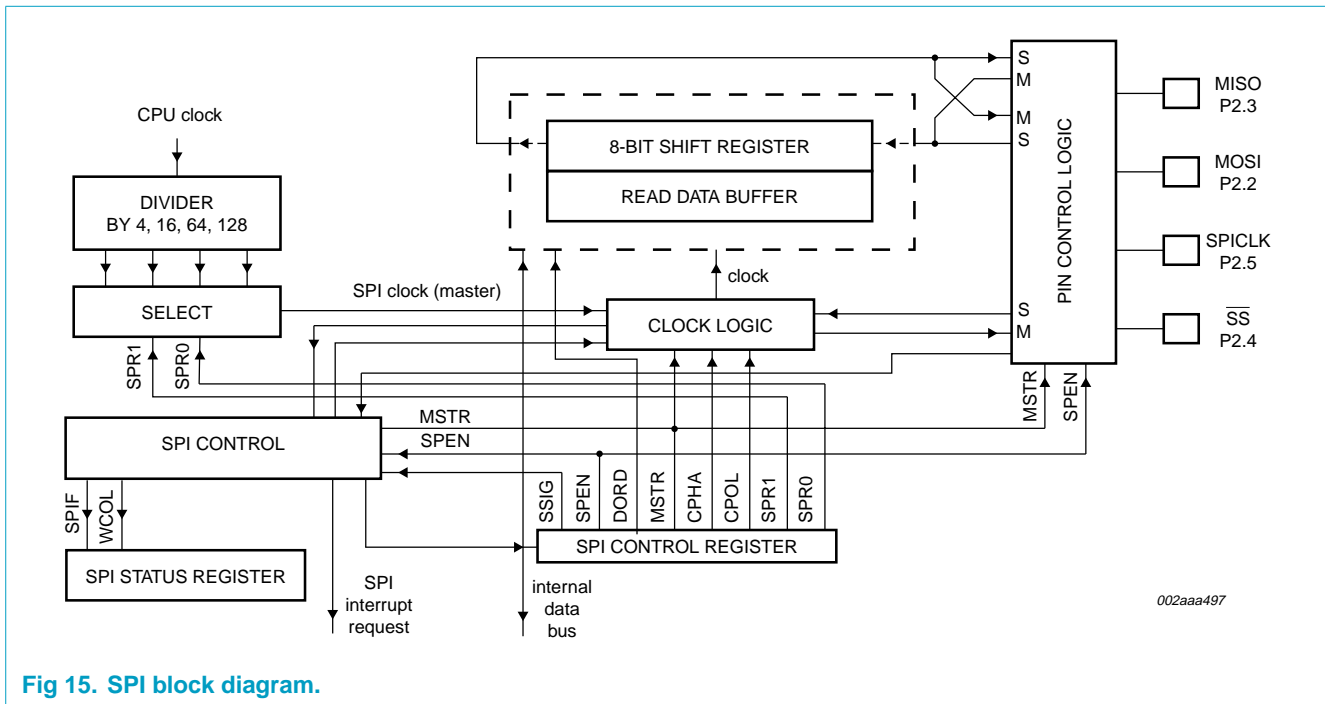 CPU clock
DIVIDER
BY 4, 16, 64, 128
SELECT
SPR1
SPR0
SPI clock (master)
8-BIT SHIFT REGISTER
READ DATA BUFFER
clock
CLOCK LOGIC
S
M
M
S
S
M
PIN CONTROL LOGIC
MISO
P2.3
MOSI
P2.2
SPICLK
P2.5
SS
P2.4
MSTR
SPEN
SPI CONTROL
MSTR
SPEN
SPIF
WCOL
SPI STATUS REGISTER
SSIG
SPEN
DORD
MSTR
CPHA
CPOL
SPR1
SPR0
SPI CONTROL REGISTER
SPI
interrupt
request
internal
data
bus
002aaa497
Fig 15. SPI block diagram.